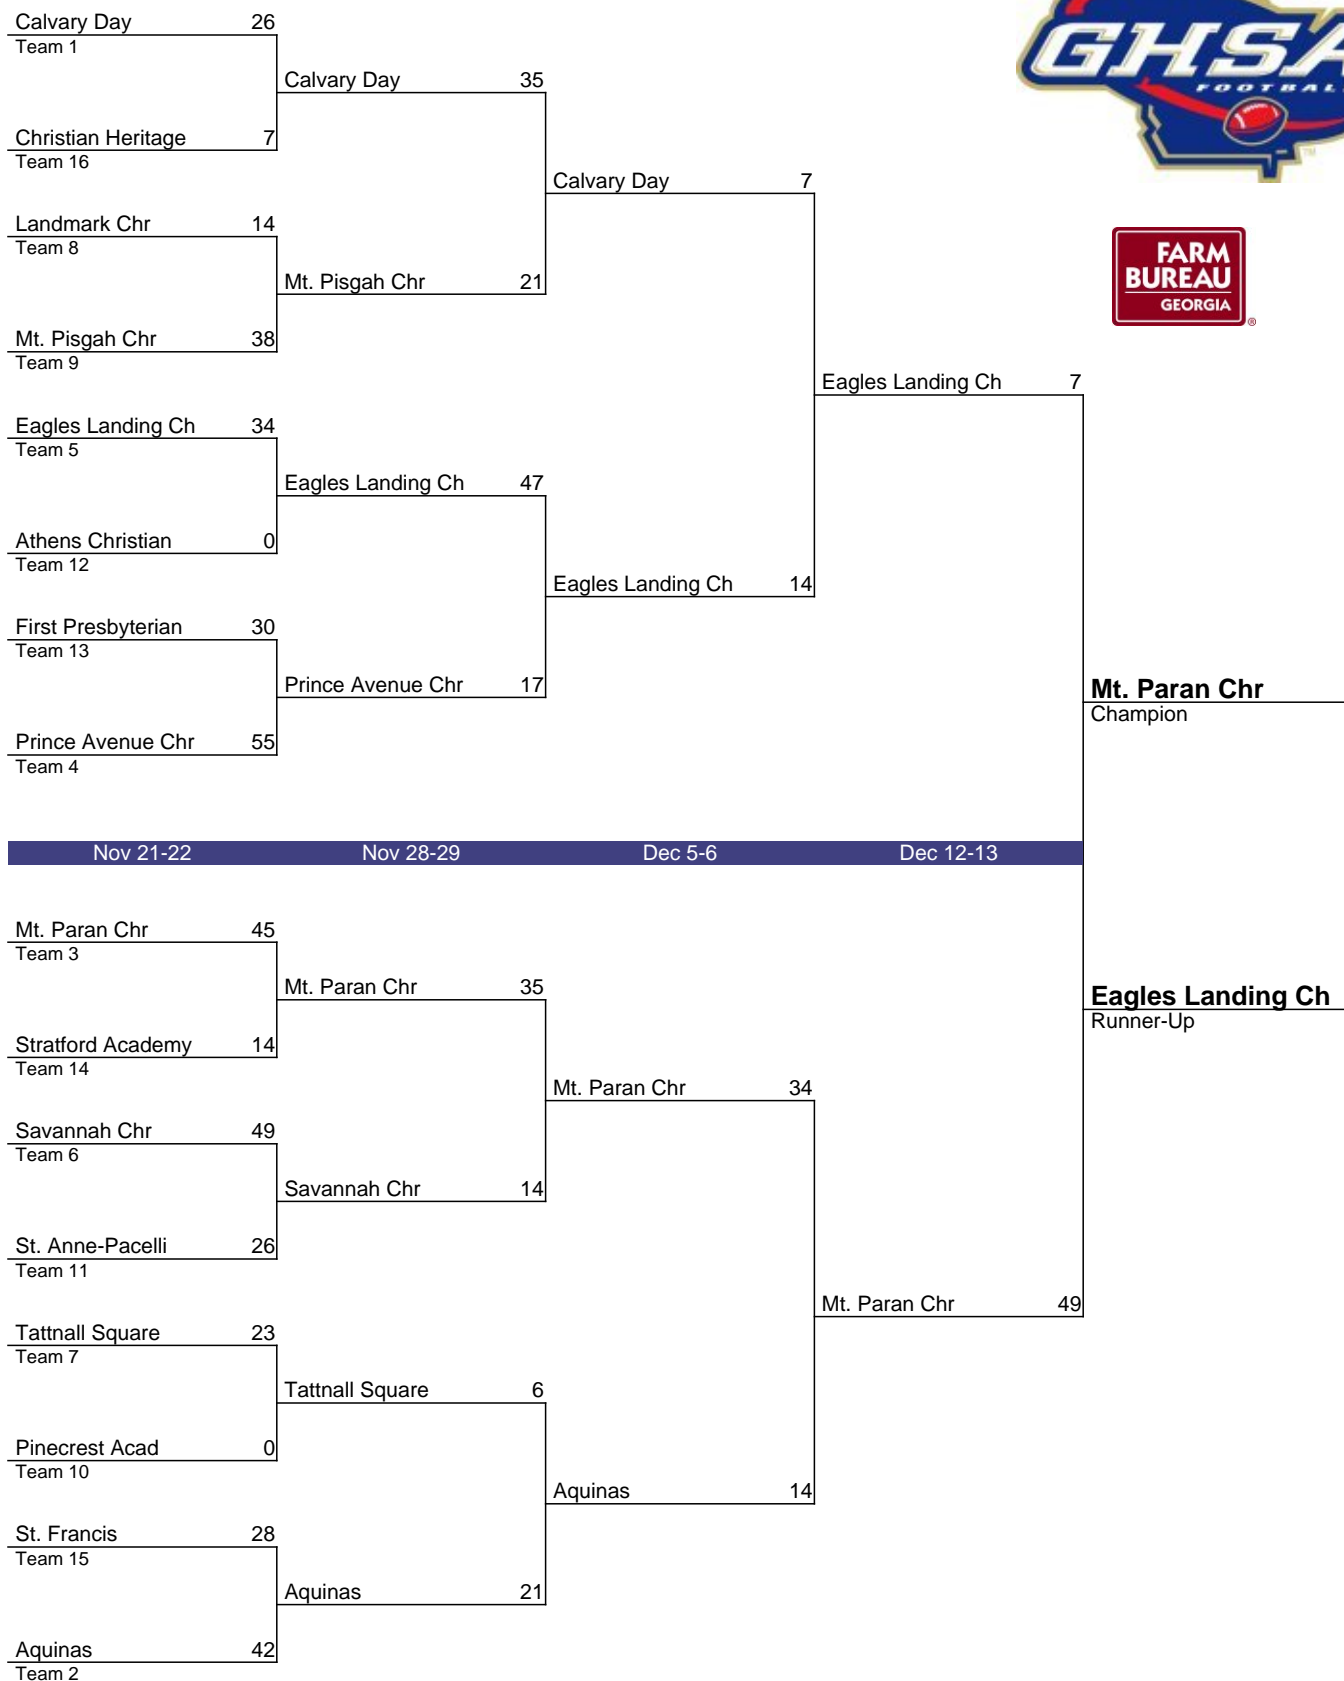 Calvary Day 26
Team 1
Calvary Day 35
Christian Heritage 7
Team 16
Calvary Day 7
Landmark Chr 14
Team 8
Mt. Pisgah Chr 21
Mt. Pisgah Chr 38
Team 9
Eagles Landing Ch 7
Eagles Landing Ch 34
Team 5
Eagles Landing Ch 47
Athens Christian 0
Team 12
Eagles Landing Ch 14
First Presbyterian 30
Team 13
Prince Avenue Chr 17
Prince Avenue Chr 55
Team 4
GHSA
FOOTBAL
TM
FARM
BUREAU
GEORGIA
®
Mt. Paran Chr
Champion
Nov 21-22 Nov 28-29 Dec 5-6 Dec 12-13
Mt. Paran Chr 45
Team 3
Mt. Paran Chr 35
Stratford Academy 14
Team 14
Mt. Paran Chr 34
Savannah Chr 49
Team 6
Savannah Chr 14
St. Anne-Pacelli 26
Team 11
Mt. Paran Chr 49
Tattnall Square 23
Team 7
Tattnall Square 6
Pinecrest Acad 0
Team 10
Aquinas 14
St. Francis 28
Team 15
Aquinas 21
Aquinas 42
Team 2
Eagles Landing Ch
Runner-Up